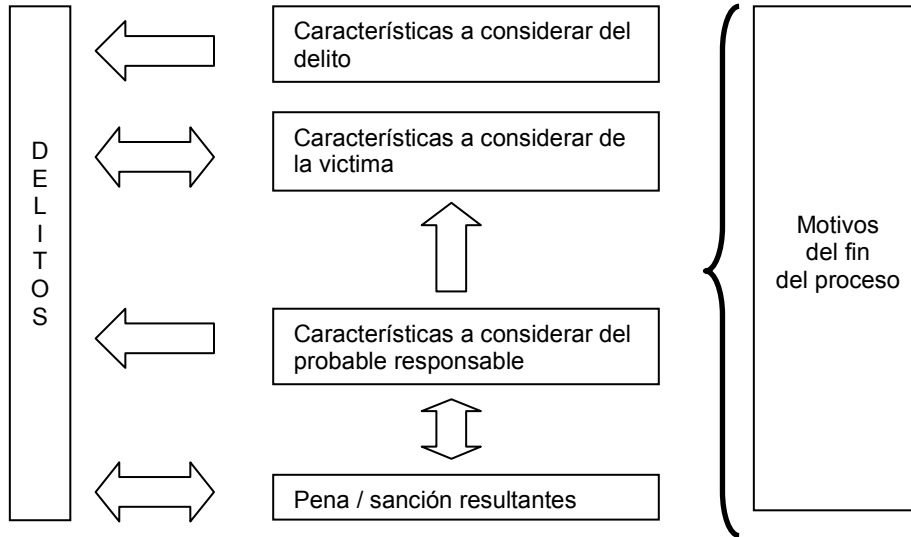 D
E
L
I
T
O
S
Características a considerar del
delito
Características a considerar de
la victima
Características a considerar del
probable responsable
Pena / sanción resultantes
Motivos
del fin
del proceso